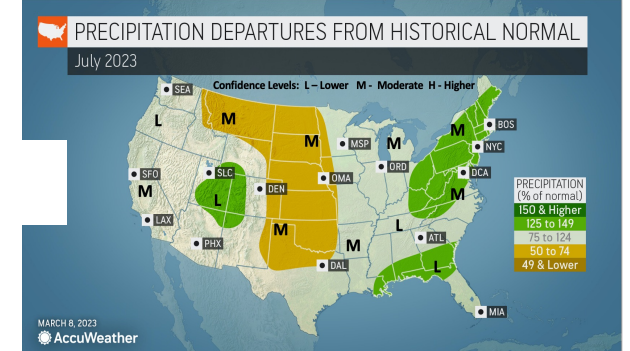 PRECIPITATION DEPARTURES FROM HISTORICAL NORMAL
July 2023
Confidence Levels: L – Lower M - Moderate H - Higher
SEA
L
M
M
M
M
BOS
MSP
NYC
ORD
SFO
SLC
DCA
OMA
M
DEN
L
M
LAX
L
M
ATL
PHX
M
DAL
L
MIA
PRECIPITATION
(% of normal)
150 & Higher
125 to 149
75 to 124
50 to 74
49 & Lower
MARCH 8, 2023
AccuWeather